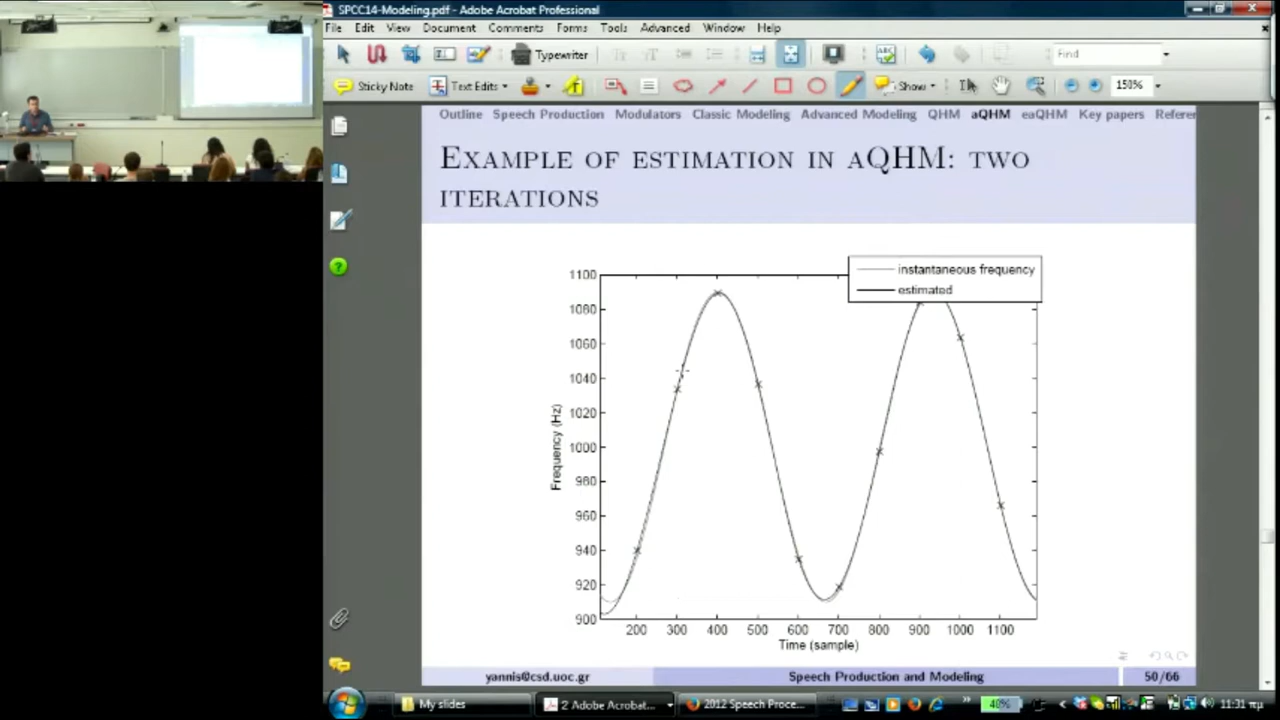 SPCC14-Modeling.pdf - Adobe Acrobat Professional
File Edit View Document Comments Forms Tools Advanced Window Help
Typewriter Find
Sticky Note Text Edits Show 150%
Outline Speech Production Modulators Classic Modeling Advanced Modeling QHM aQHM eaQHM Key papers Referen
Example of estimation in aQHM: two
iterations
instantaneous frequency
estimated
1100
1080
1060
1040
1020
1000
980
960
940
920
900
Frequency (Hz)
200 300 400 500 600 700 800 900 1000 1100
Time (sample)
yannis@csd.uoc.gr Speech Production and Modeling 50/66
My slides 2 Adobe Acrobat... 2012 Speech Proce... 48% 11:31 πμ